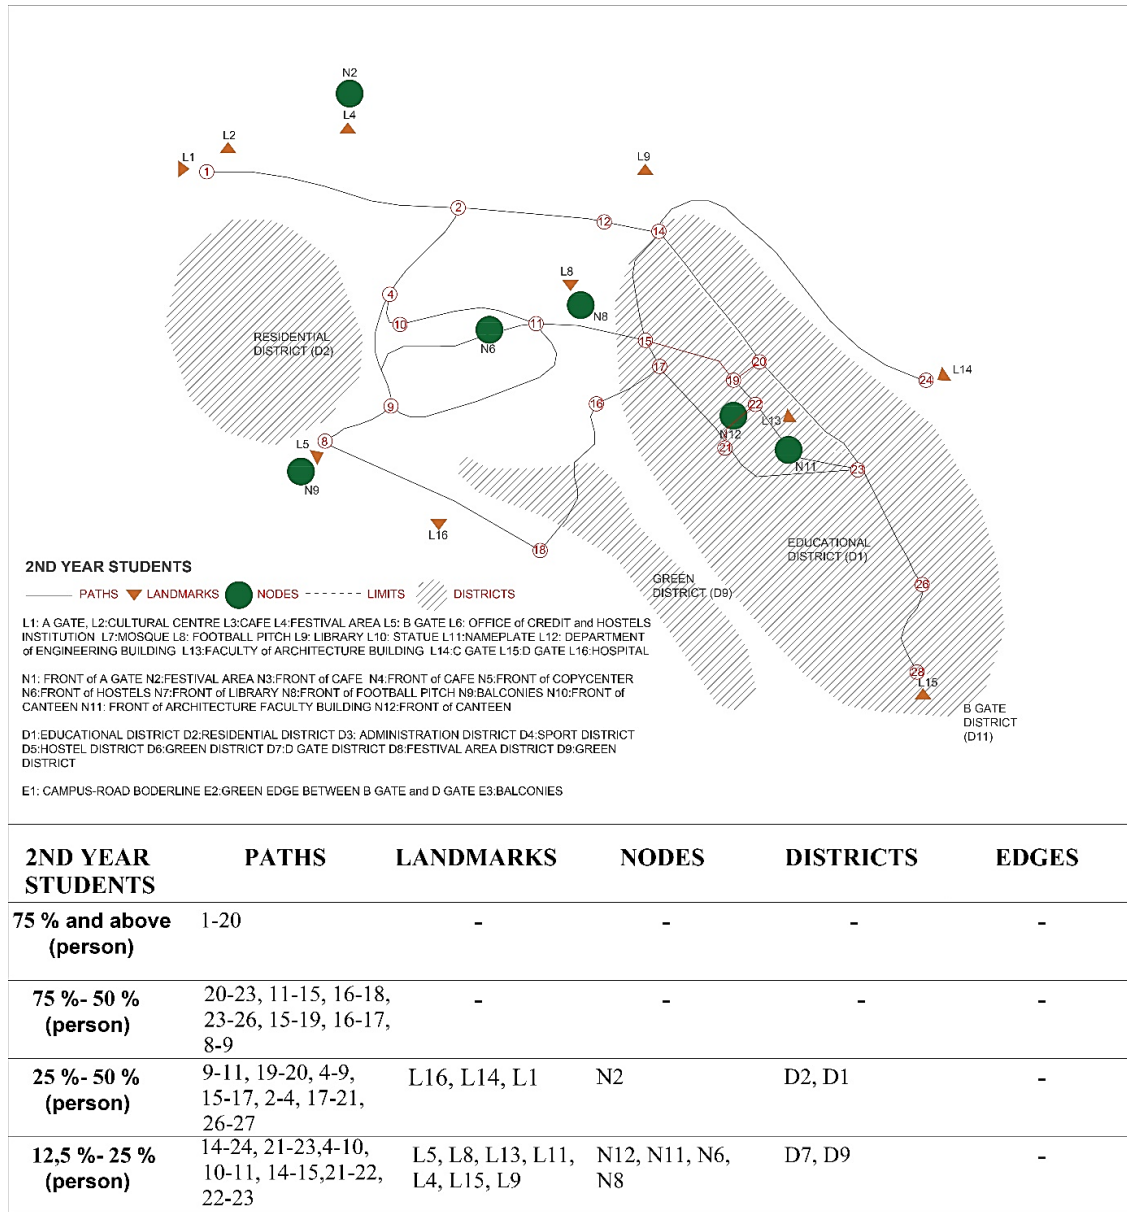 N2
L4
L2
L1
1
L9
2
12
14
L8
4
N8
10
11
RESIDENTIAL
DISTRICT (D2)
N6
15
17
20
19
L14
24
9
16
22
L13
N12
21
8
L5
N11
23
N9
L16
18
EDUCATIONAL
DISTRICT (D1)
GREEN
DISTRICT (D9)
26
28
L15
B GATE
DISTRICT
(D11)
2ND YEAR STUDENTS
PATHS LANDMARKS NODES LIMITS DISTRICTS
L1: A GATE, L2:CULTURAL CENTRE L3:CAFE L4:FESTIVAL AREA L5: B GATE L6: OFFICE of CREDIT and HOSTELS
INSTITUTION L7:MOSQUE L8: FOOTBALL PITCH L9: LIBRARY L10: STATUE L11:NAMEPLATE L12: DEPARTMENT
of ENGINEERING BUILDING L13:FACULTY of ARCHITECTURE BUILDING L14:C GATE L15:D GATE L16:HOSPITAL
N1: FRONT of A GATE N2:FESTIVAL AREA N3:FRONT of CAFE N4:FRONT of CAFE N5:FRONT of COPYCENTER
N6:FRONT of HOSTELS N7:FRONT of LIBRARY N8:FRONT of FOOTBALL PITCH N9:BALCONIES N10:FRONT of
CANTEEN N11: FRONT of ARCHITECTURE FACULTY BUILDING N12:FRONT of CANTEEN
D1:EDUCATIONAL DISTRICT D2:RESIDENTIAL DISTRICT D3: ADMINISTRATION DISTRICT D4:SPORT DISTRICT
D5:HOSTEL DISTRICT D6:GREEN DISTRICT D7:D GATE DISTRICT D8:FESTIVAL AREA DISTRICT D9:GREEN
DISTRICT
E1: CAMPUS-ROAD BODERLINE E2:GREEN EDGE BETWEEN B GATE and D GATE E3:BALCONIES
2ND YEAR PATHS LANDMARKS NODES DISTRICTS EDGES
STUDENTS
75 % and above 1-20 - - - -
(person)
75 %- 50 % 20-23, 11-15, 16-18, - - - -
(person) 23-26, 15-19, 16-17,
8-9
25 %- 50 % 9-11, 19-20, 4-9, L16, L14, L1 N2 D2, D1 -
(person) 15-17, 2-4, 17-21,
26-27
12,5 %- 25 % 14-24, 21-23,4-10, L5, L8, L13, L11, N12, N11, N6, D7, D9 -
(person) 10-11, 14-15,21-22, L4, L15, L9 N8
22-23